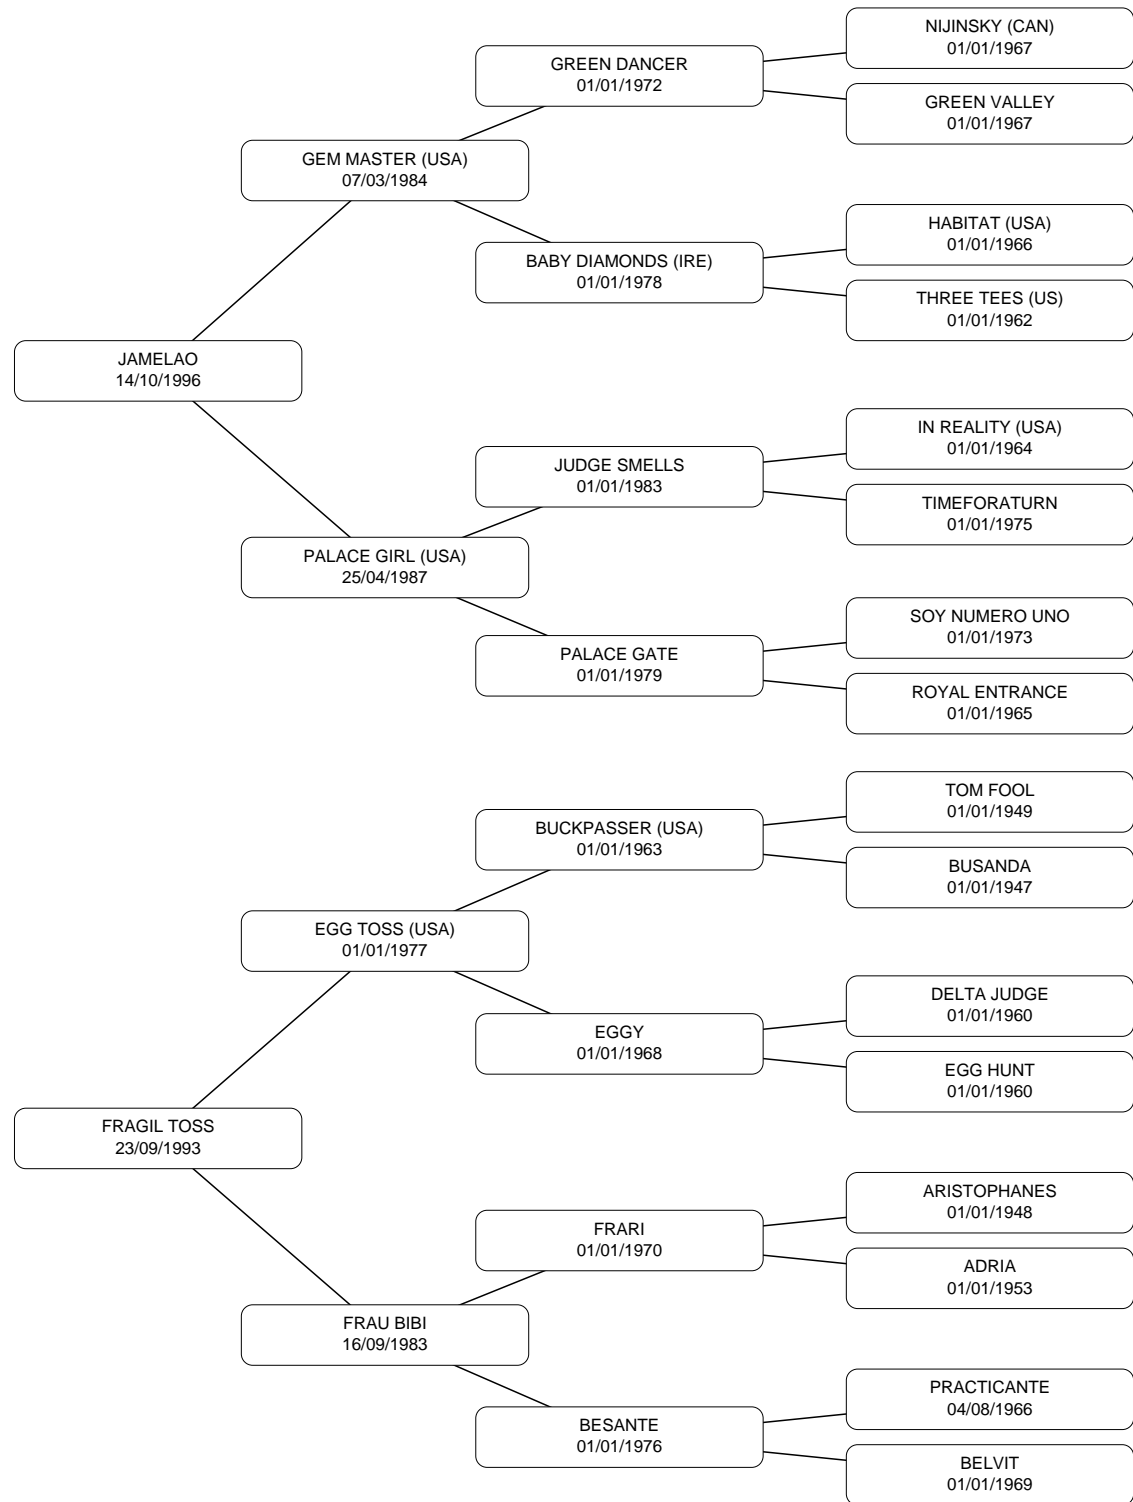 NIJINSKY (CAN)
01/01/1967
GREEN DANCER
01/01/1972
GREEN VALLEY
01/01/1967
GEM MASTER (USA)
07/03/1984
HABITAT (USA)
01/01/1966
BABY DIAMONDS (IRE)
01/01/1978
THREE TEES (US)
01/01/1962
JAMELAO
14/10/1996
IN REALITY (USA)
01/01/1964
JUDGE SMELLS
01/01/1983
TIMEFORATURN
01/01/1975
PALACE GIRL (USA)
25/04/1987
SOY NUMERO UNO
01/01/1973
PALACE GATE
01/01/1979
ROYAL ENTRANCE
01/01/1965
TOM FOOL
01/01/1949
BUCKPASSER (USA)
01/01/1963
BUSANDA
01/01/1947
EGG TOSS (USA)
01/01/1977
DELTA JUDGE
01/01/1960
EGGY
01/01/1968
EGG HUNT
01/01/1960
FRAGIL TOSS
23/09/1993
ARISTOPHANES
01/01/1948
FRARI
01/01/1970
ADRIA
01/01/1953
FRAU BIBI
16/09/1983
PRACTICANTE
04/08/1966
BESANTE
01/01/1976
BELVIT
01/01/1969